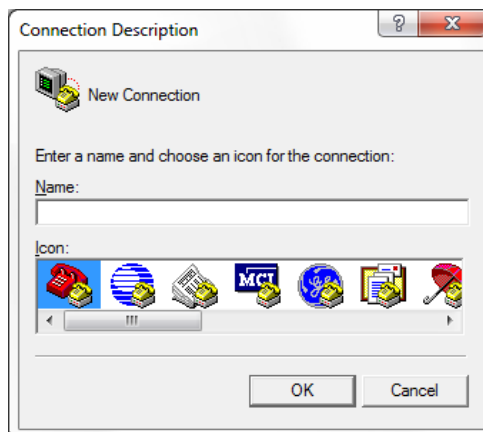 Connection Description
New Connection
Enter a name and choose an icon for the connection:
Name:
Icon:
MCI
OK
Cancel